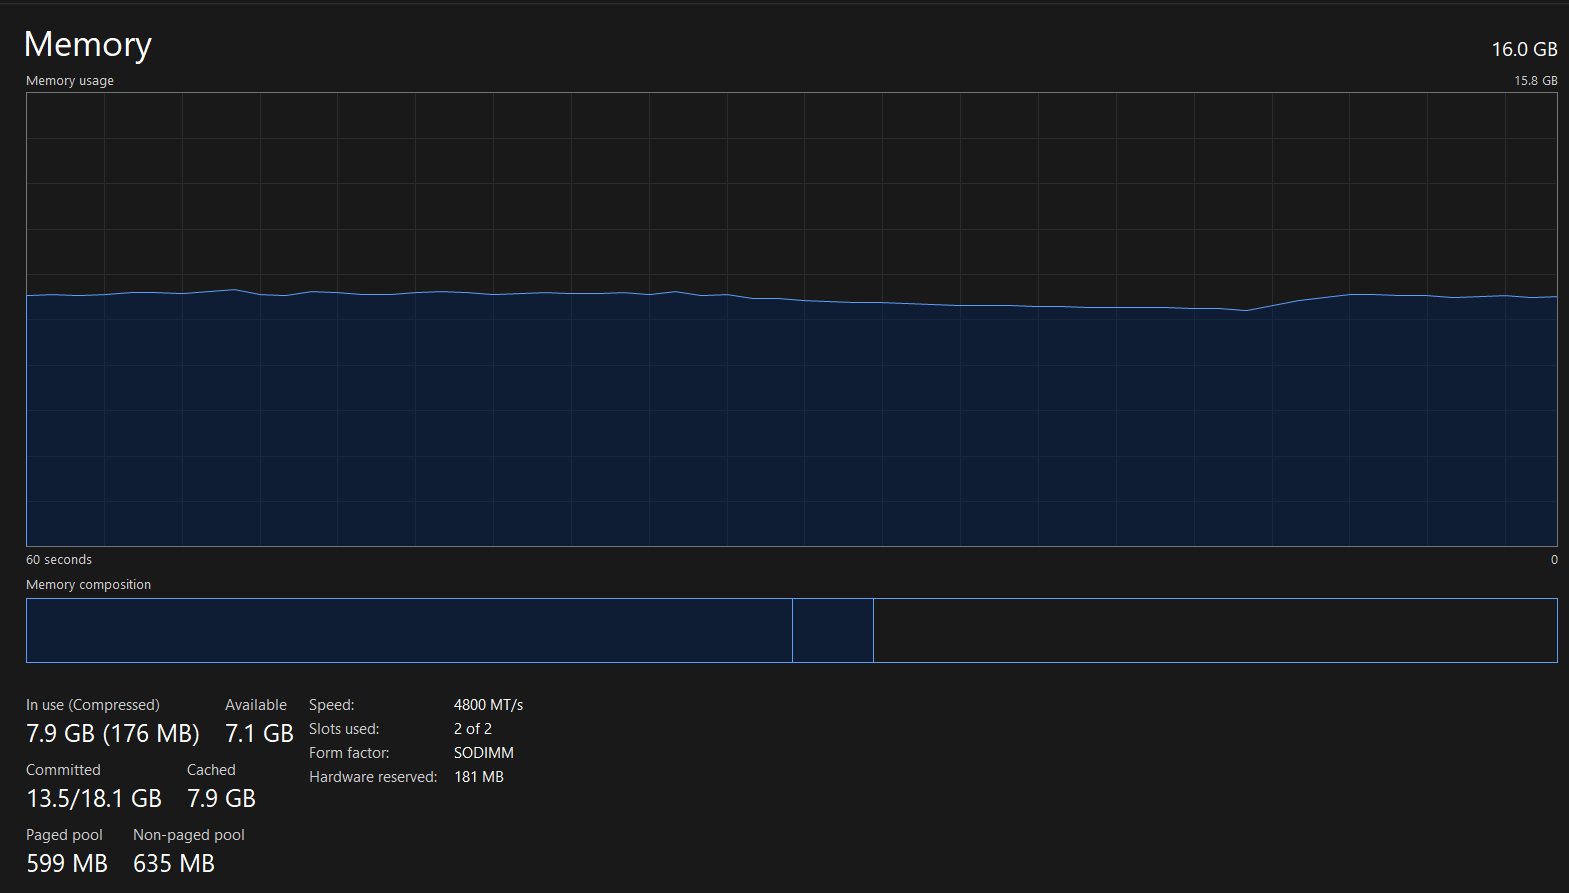 Memory
16.0 GB
Memory usage
15.8 GB
60 seconds
0
Memory composition
In use (Compressed)
7.9 GB (176 MB)
Available
7.1 GB
Committed
13.5/18.1 GB
Cached
7.9 GB
Paged pool
599 MB
Non-paged pool
635 MB
Speed: 4800 MT/s
Slots used: 2 of 2
Form factor: SODIMM
Hardware reserved: 181 MB